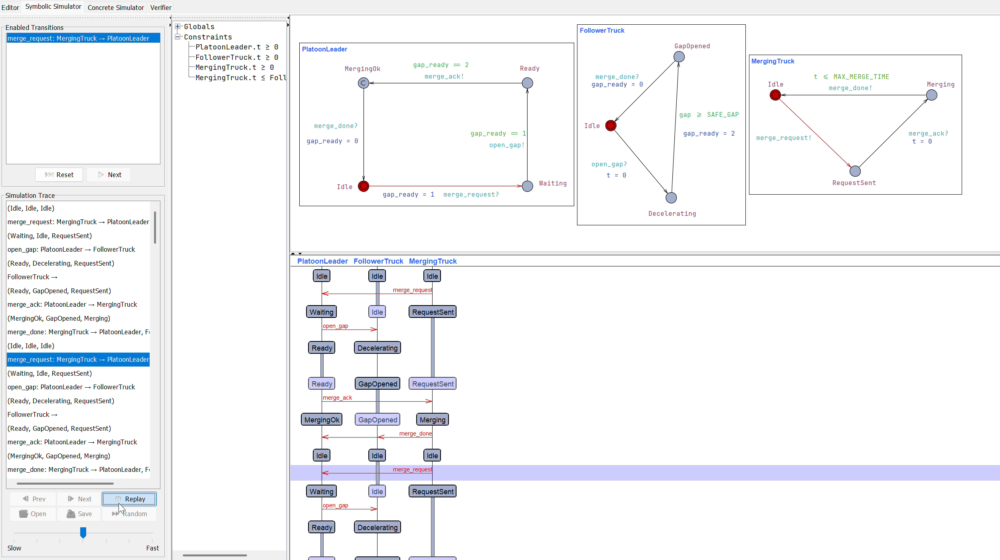 Editor Symbolic Simulator Concrete Simulator Verifier
Enabled Transitions
merge_request: MergingTruck → PlatoonLeader
Reset Next
Simulation Trace
(Idle, Idle, Idle)
merge_request: MergingTruck → PlatoonLeader
(Waiting, Idle, RequestSent)
open_gap: PlatoonLeader → FollowerTruck
(Ready, Decelerating, RequestSent)
FollowerTruck →
(Ready, GapOpened, RequestSent)
merge_ack: PlatoonLeader → MergingTruck
(MergingOk, GapOpened, Merging)
merge_done: MergingTruck → PlatoonLeader, F
(Idle, Idle, Idle)
merge_request: MergingTruck → PlatoonLeader
(Waiting, Idle, RequestSent)
open_gap: PlatoonLeader → FollowerTruck
(Ready, Decelerating, RequestSent)
FollowerTruck →
(Ready, GapOpened, RequestSent)
merge_ack: PlatoonLeader → MergingTruck
(MergingOk, GapOpened, Merging)
merge_done: MergingTruck → PlatoonLeader, F
Prev Next Replay
Open Save Random
Slow Fast
Globals
Constraints
PlatoonLeader.t ≥ 0
FollowerTruck.t ≥ 0
MergingTruck.t ≥ 0
MergingTruck.t ≤ Foll
PlatoonLeader
MergingOk
gap_ready == 2
merge_ack!
Ready
C
merge_done?
gap_ready = 0
gap_ready == 1
open_gap!
Idle
gap_ready = 1 merge_request?
Waiting
FollowerTruck
GapOpened
merge_done?
gap_ready = 0
gap ≥ SAFE_GAP
Idle
gap_ready = 2
open_gap?
t = 0
Decelerating
MergingTruck
t ≤ MAX_MERGE_TIME
Idle
merge_done!
Merging
merge_request!
merge_ack?
t = 0
RequestSent
PlatoonLeader FollowerTruck MergingTruck
Idle Idle Idle
merge_request
Waiting Idle RequestSent
open_gap
Ready Decelerating
Ready GapOpened RequestSent
merge_ack
MergingOk GapOpened Merging
merge_done
Idle Idle Idle
merge_request
Waiting Idle RequestSent
open_gap
Ready Decelerating